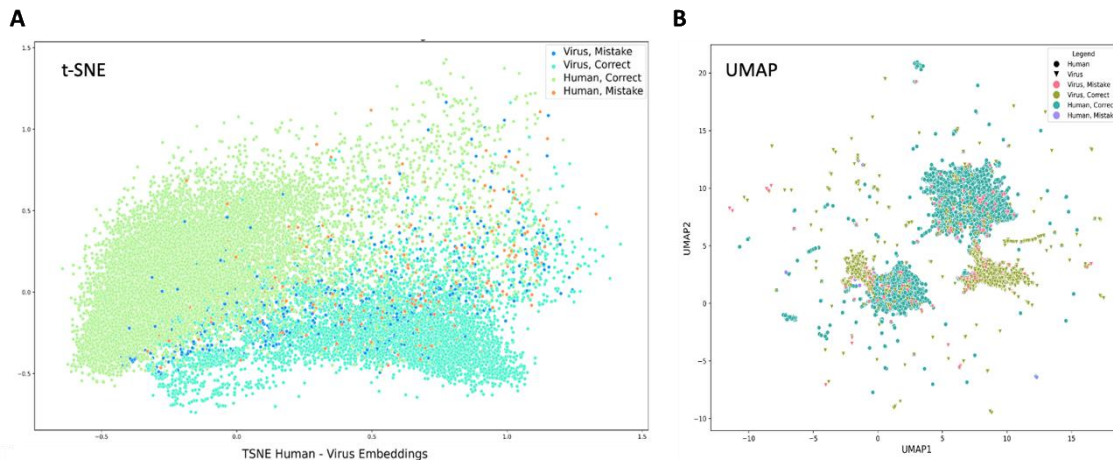 A
t-SNE
1.5
1.0
0.5
0.0
−0.5
−0.5
0.0
0.5
1.0
1.5
TSNE Human - Virus Embeddings
Virus, Mistake
Virus, Correct
Human, Correct
Human, Mistake
B
UMAP
20
15
10
5
0
−5
−10
UMAP2
−10
−5
0
5
10
15
UMAP1
Legend
Human
Virus
Virus, Mistake
Virus, Correct
Human, Correct
Human, Mistake